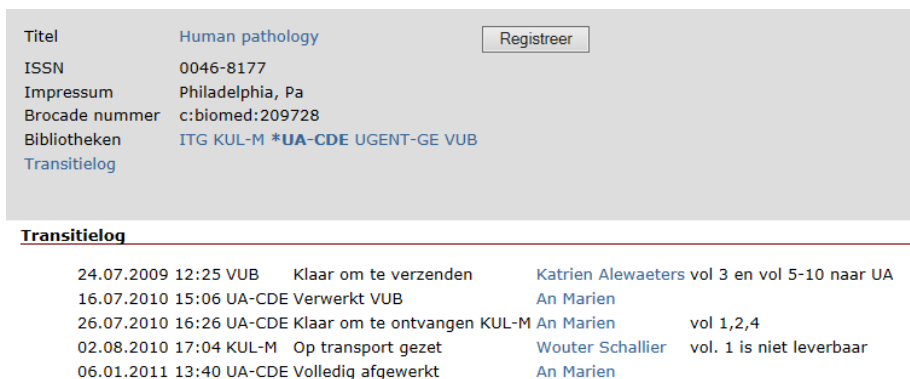 Titel Human pathology Registreer
ISSN 0046-8177
Impressum Philadelphia, Pa
Brocade nummer c:biomed:209728
Bibliotheken ITG KUL-M *UA-CDE UGENT-GE VUB
Transitielog
Transitielog
24.07.2009 12:25 VUB Klaar om te verzenden Katrien Alewaeters vol 3 en vol 5-10 naar UA
16.07.2010 15:06 UA-CDE Verwerkt VUB An Marien
26.07.2010 16:26 UA-CDE Klaar om te ontvangen KUL-M An Marien vol 1,2,4
02.08.2010 17:04 KUL-M Op transport gezet Wouter Schallier vol. 1 is niet leverbaar
06.01.2011 13:40 UA-CDE Volledig afgewerkt An Marien